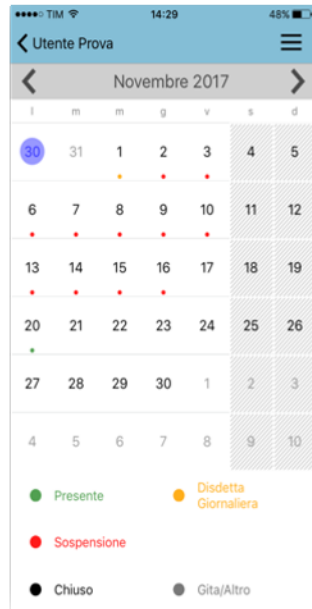 TIM 14:29 48%
Utente Prova
Novembre 2017
l m m g v s d
30 31 1 2 3 4 5
6 7 8 9 10 11 12
13 14 15 16 17 18 19
20 21 22 23 24 25 26
27 28 29 30 1 2 3
4 5 6 7 8 9 10
Presente Disdetta
Giornaliera
Sospensione
Chiuso Gita/Altro